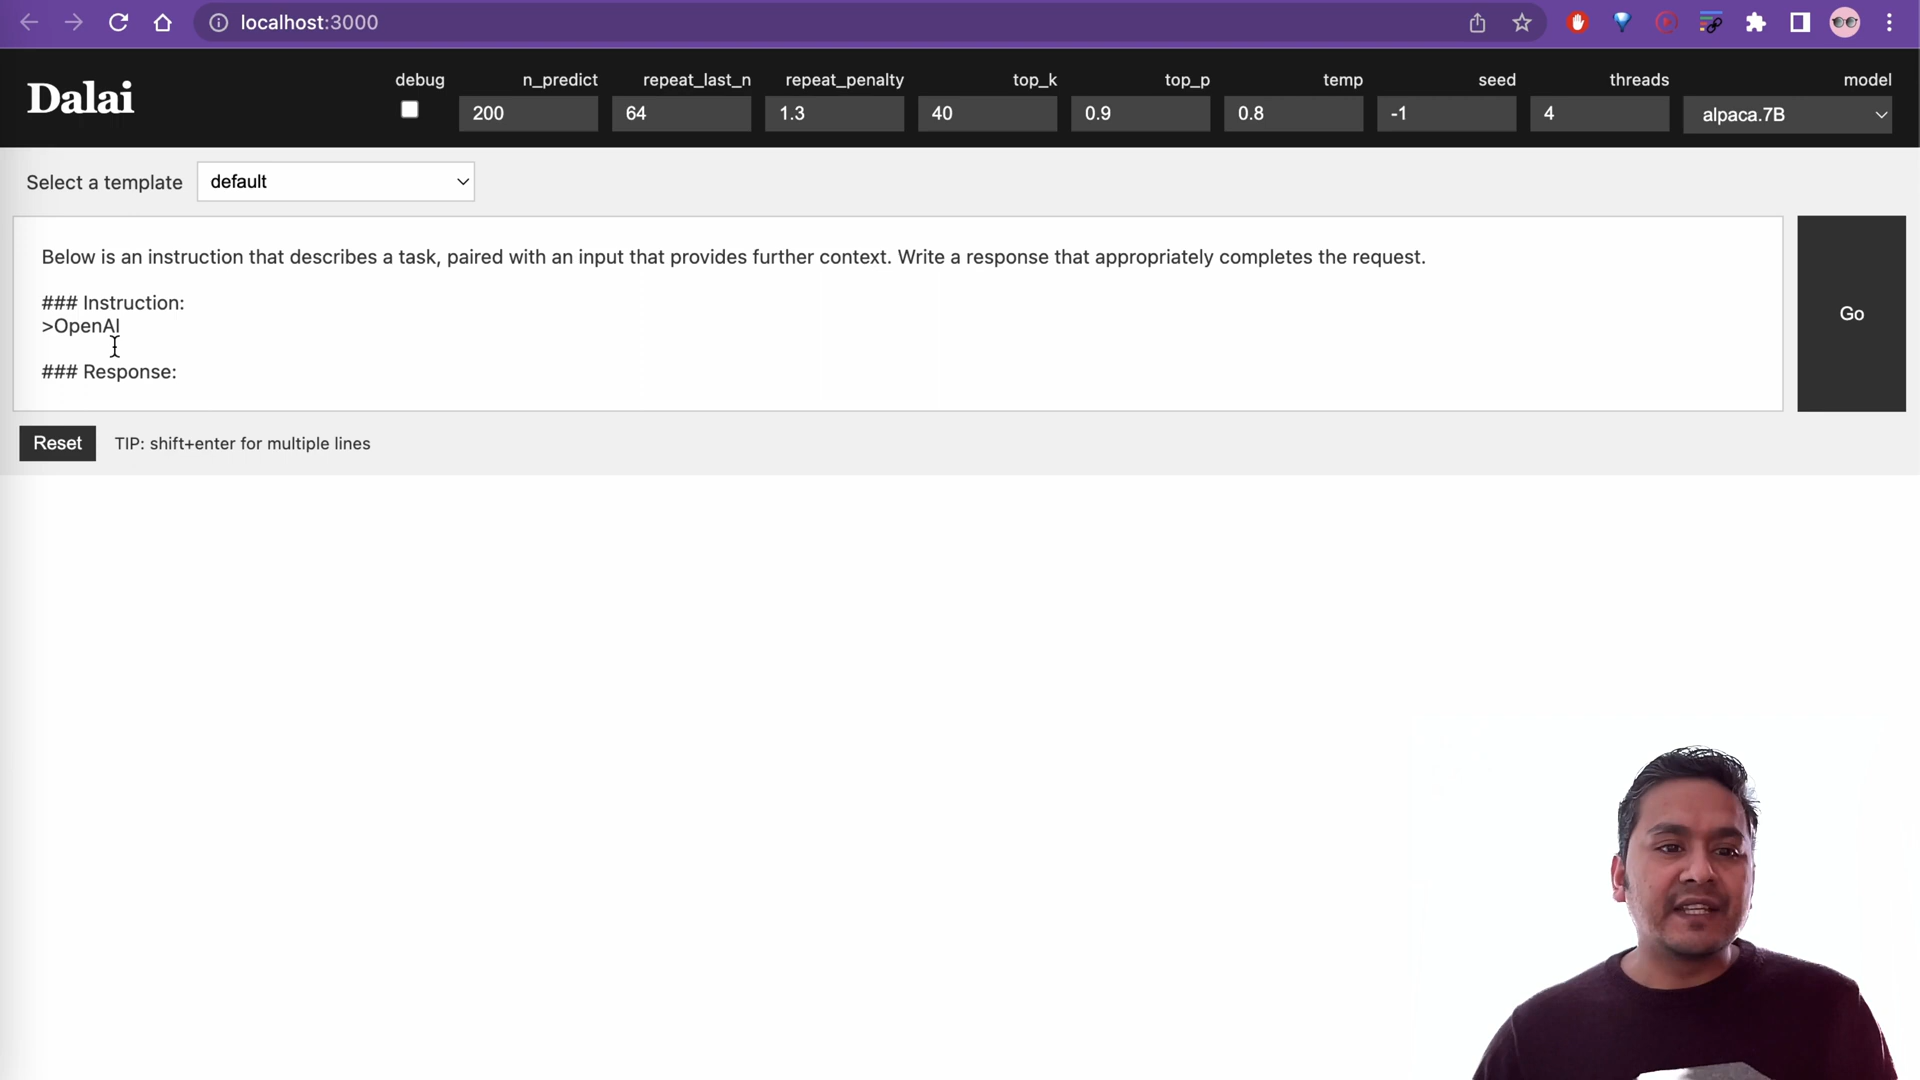 localhost:3000
Dalai
debug
n_predict
repeat_last_n
repeat_penalty
top_k
top_p
temp
seed
threads
model
200
64
1.3
40
0.9
0.8
-1
4
alpaca.7B
Select a template
default
Below is an instruction that describes a task, paired with an input that provides further context. Write a response that appropriately completes the request.
### Instruction:
>OpenAI
### Response:
Go
Reset
TIP: shift+enter for multiple lines